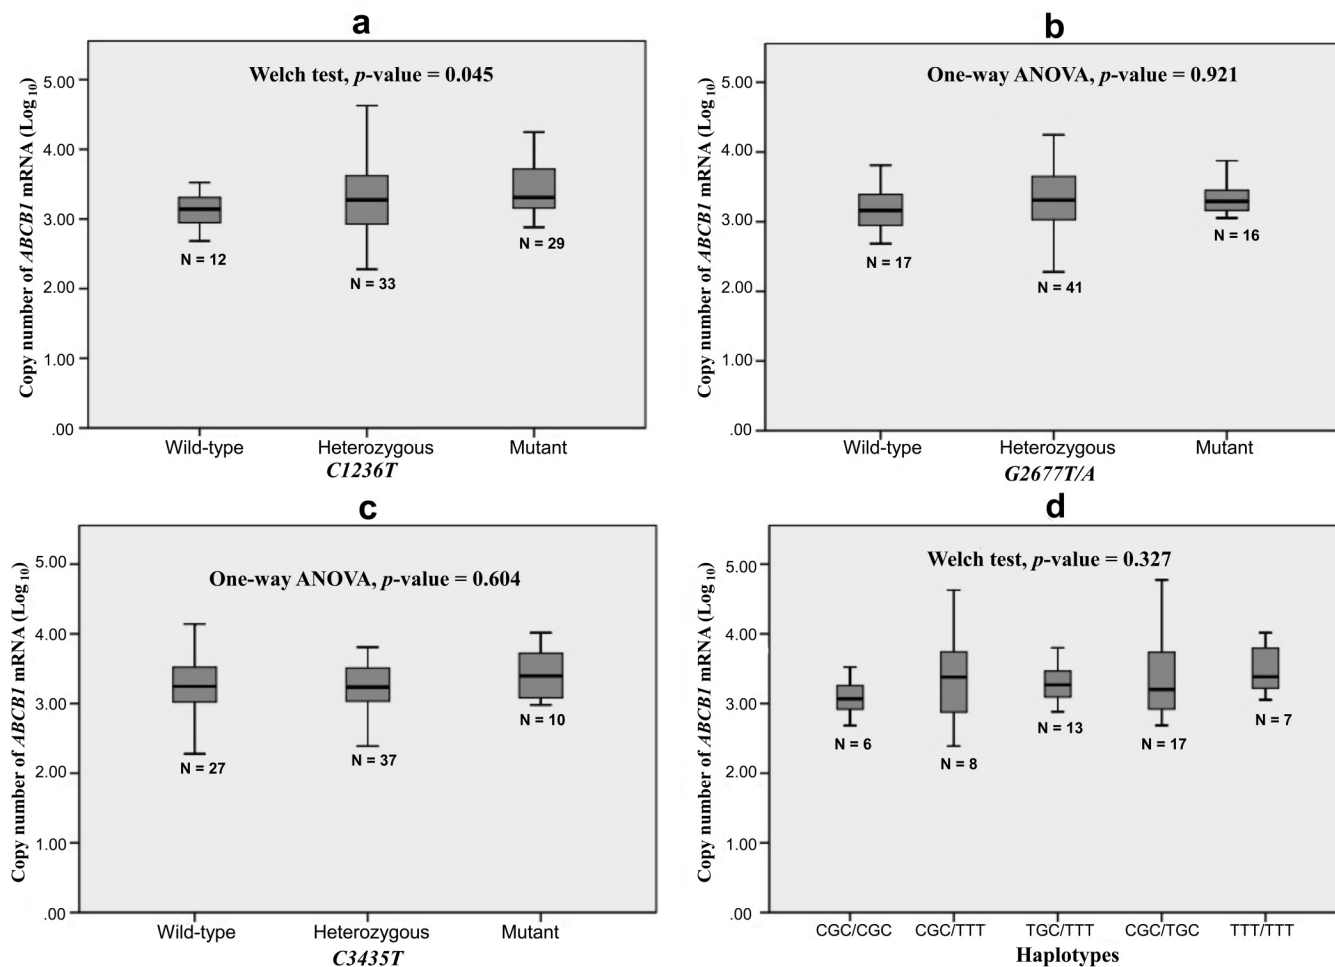 a
Copy number of ABCB1 mRNA (Log10)
Welch test, p-value = 0.045
5.00
4.00
3.00
2.00
1.00
.00
N = 12
N = 33
N = 29
Wild-type Heterozygous Mutant
C1236T
b
Copy number of ABCB1 mRNA (Log10)
One-way ANOVA, p-value = 0.921
5.00
4.00
3.00
2.00
1.00
.00
N = 17
N = 41
N = 16
Wild-type Heterozygous Mutant
G2677T/A
c
Copy number of ABCB1 mRNA (Log10)
One-way ANOVA, p-value = 0.604
5.00
4.00
3.00
2.00
1.00
.00
N = 27
N = 37
N = 10
Wild-type Heterozygous Mutant
C3435T
d
Copy number of ABCB1 mRNA (Log10)
Welch test, p-value = 0.327
5.00
4.00
3.00
2.00
1.00
.00
N = 6
N = 8
N = 13
N = 17
N = 7
CGC/CGC CGC/TTT TGC/TTT CGC/TGC TTT/TTT
Haplotypes